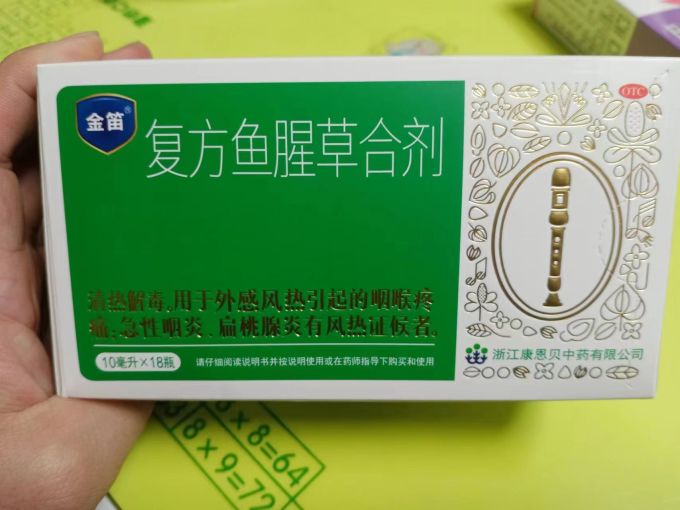 金笛®
复方鱼腥草合剂
OTC
清热解毒。用于外感风热引起的咽喉疼
痛;急性咽炎、扁桃腺炎有风热证候者。
10毫升×18瓶
请仔细阅读说明书并按说明使用或在药师指导下购买和使用
浙江康恩贝中药有限公司
8×8=64
8×9=72